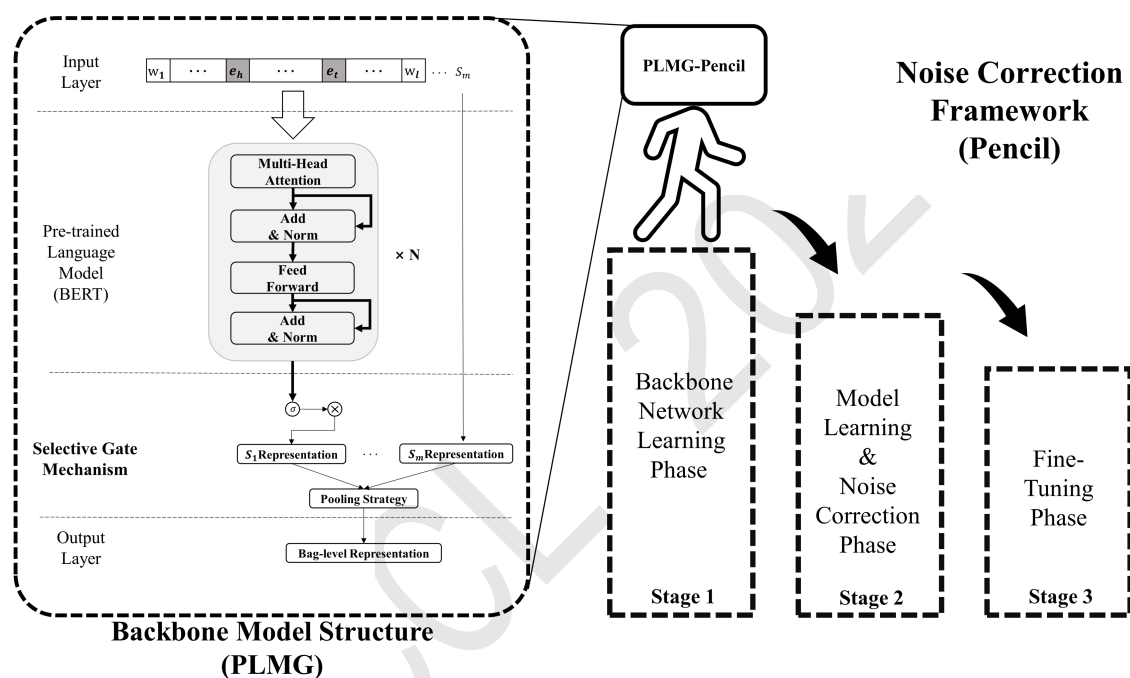 Input
Layer
w₁ ··· eₕ ··· eₜ ··· wₗ ··· Sₘ
Pre-trained
Language
Model
(BERT)
Multi-Head
Attention
Add
& Norm
Feed
Forward
Add
& Norm
× N
Selective Gate
Mechanism
σ ×
S₁Representation ··· SₘRepresentation
Pooling Strategy
Output
Layer
Bag-level Representation
Backbone Model Structure
(PLMG)
PLMG-Pencil
Noise Correction
Framework
(Pencil)
Backbone
Network
Learning
Phase
Stage 1
Model
Learning
&
Noise
Correction
Phase
Stage 2
Fine-
Tuning
Phase
Stage 3